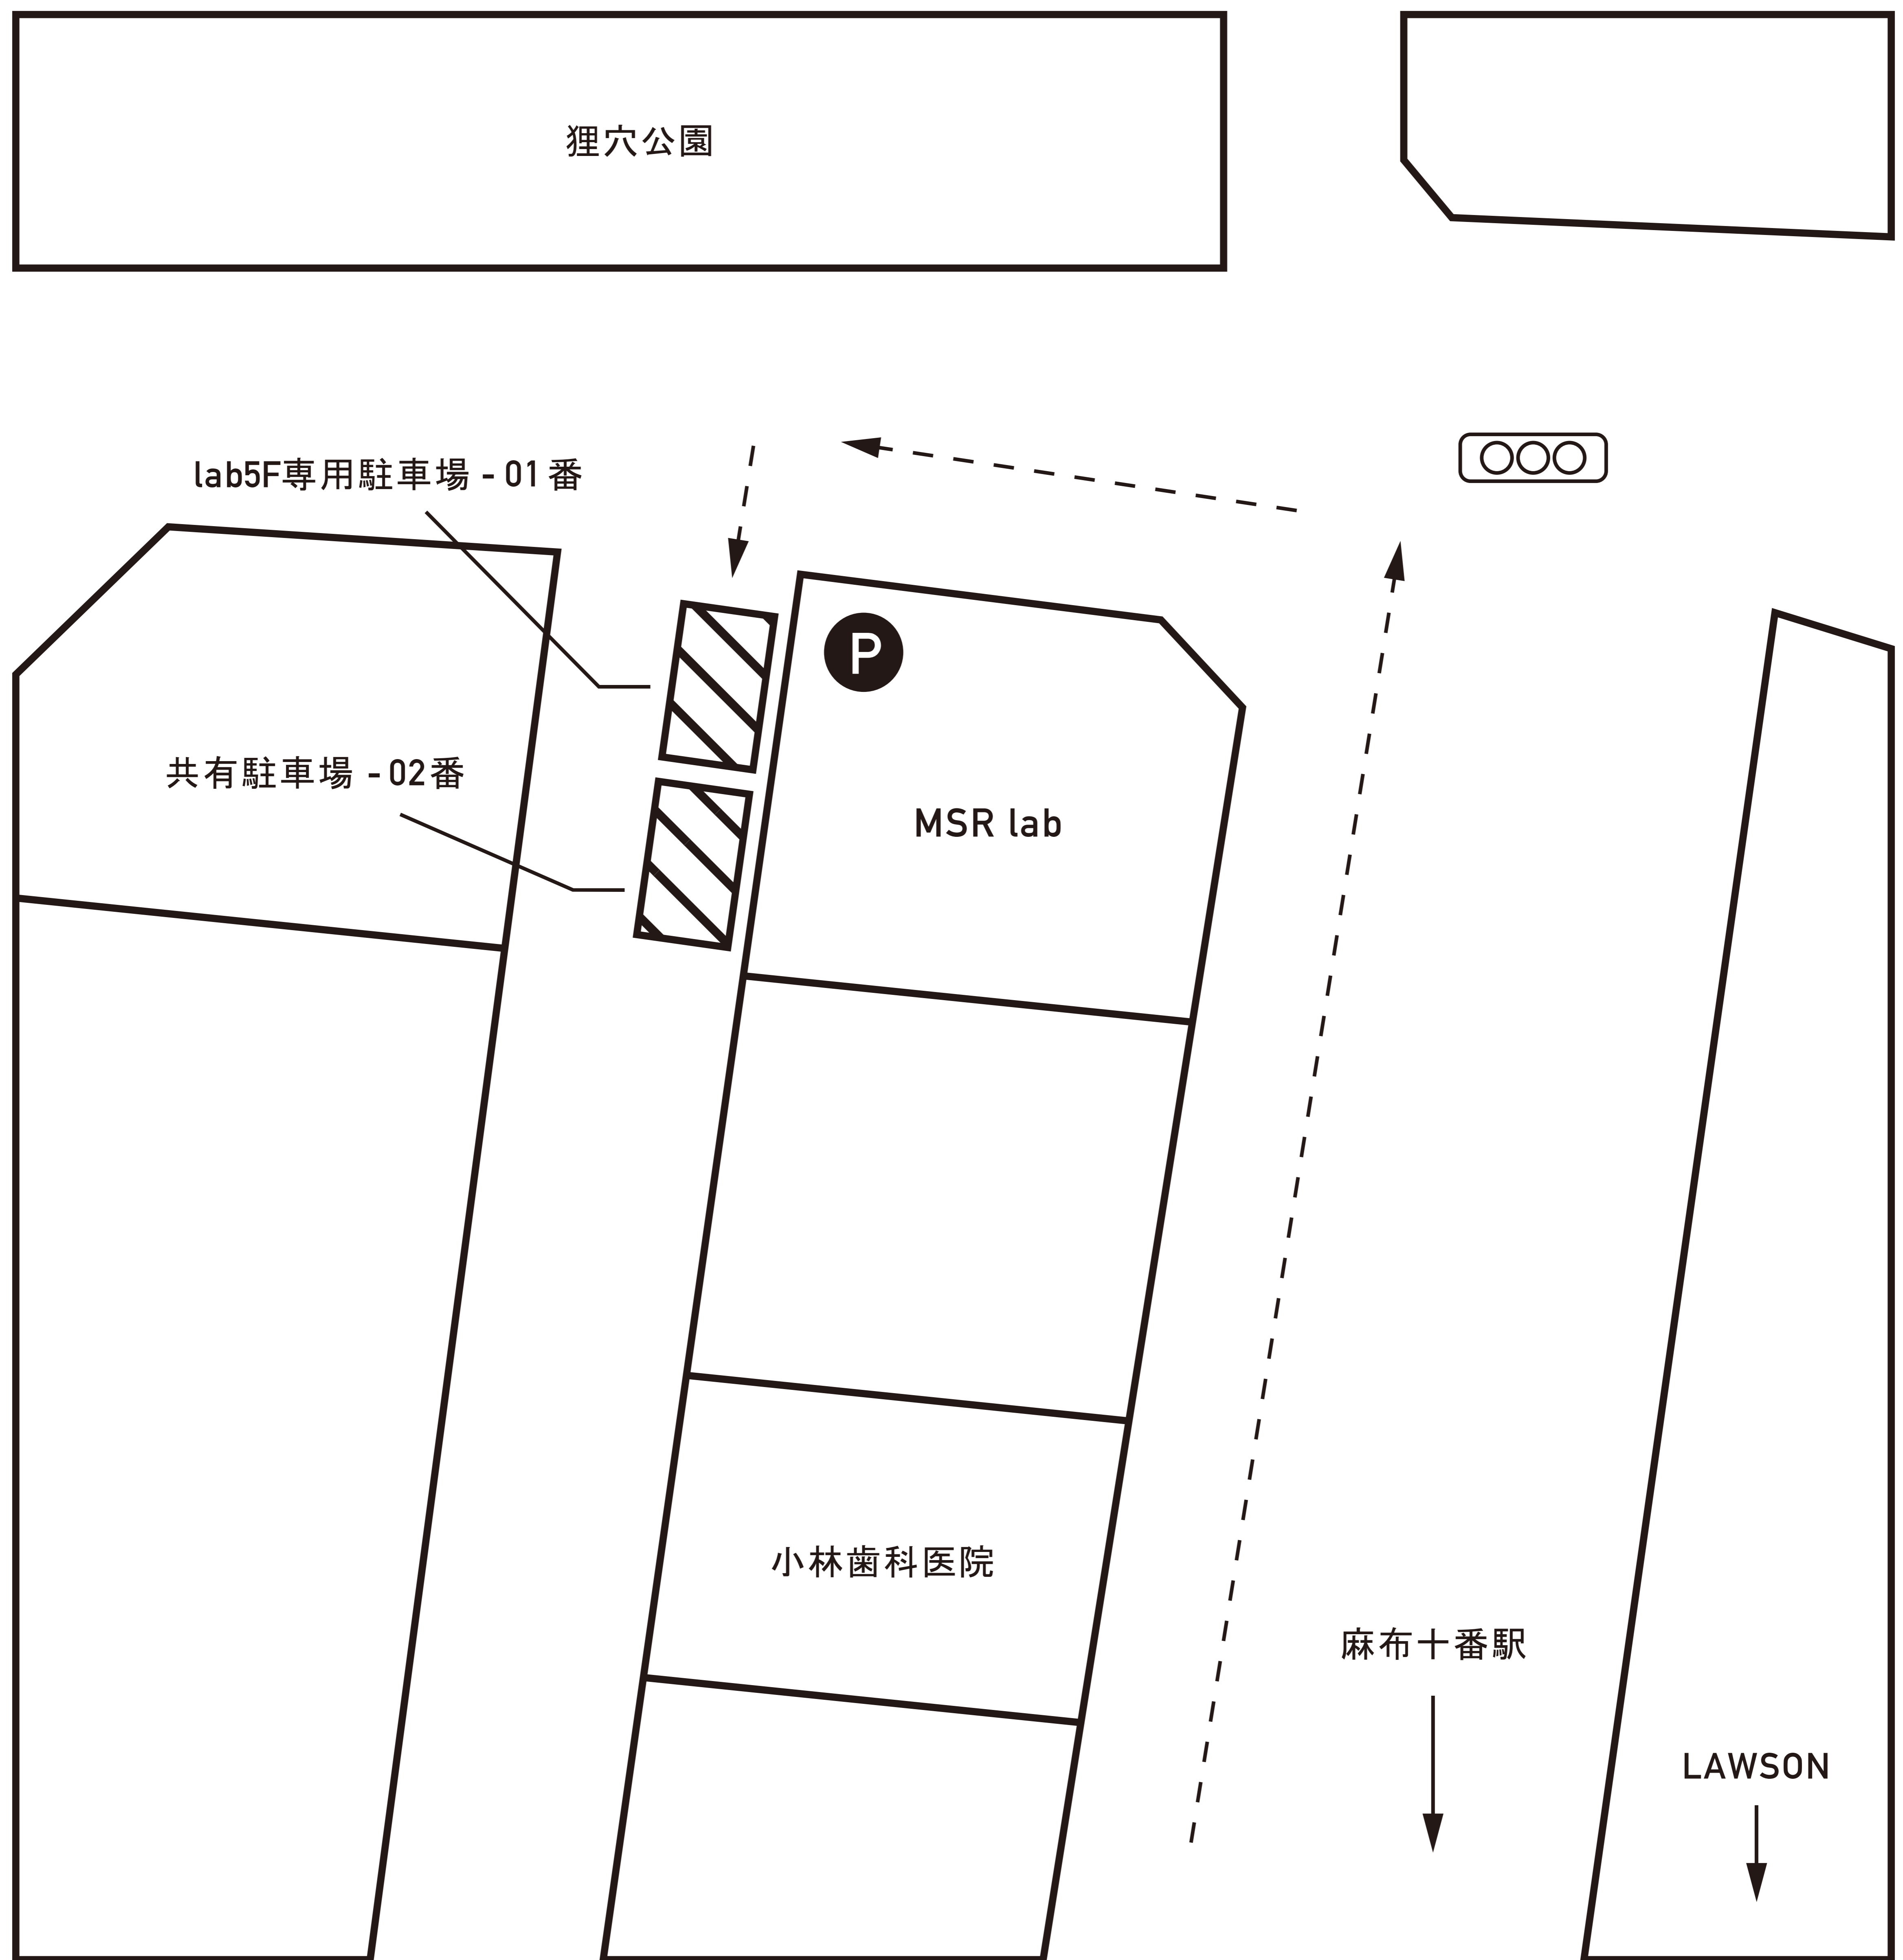 狸穴公園
lab5F専用駐車場 - 01番
P
共有駐車場 - 02番
MSR lab
小林歯科医院
麻布十番駅
LAWSON